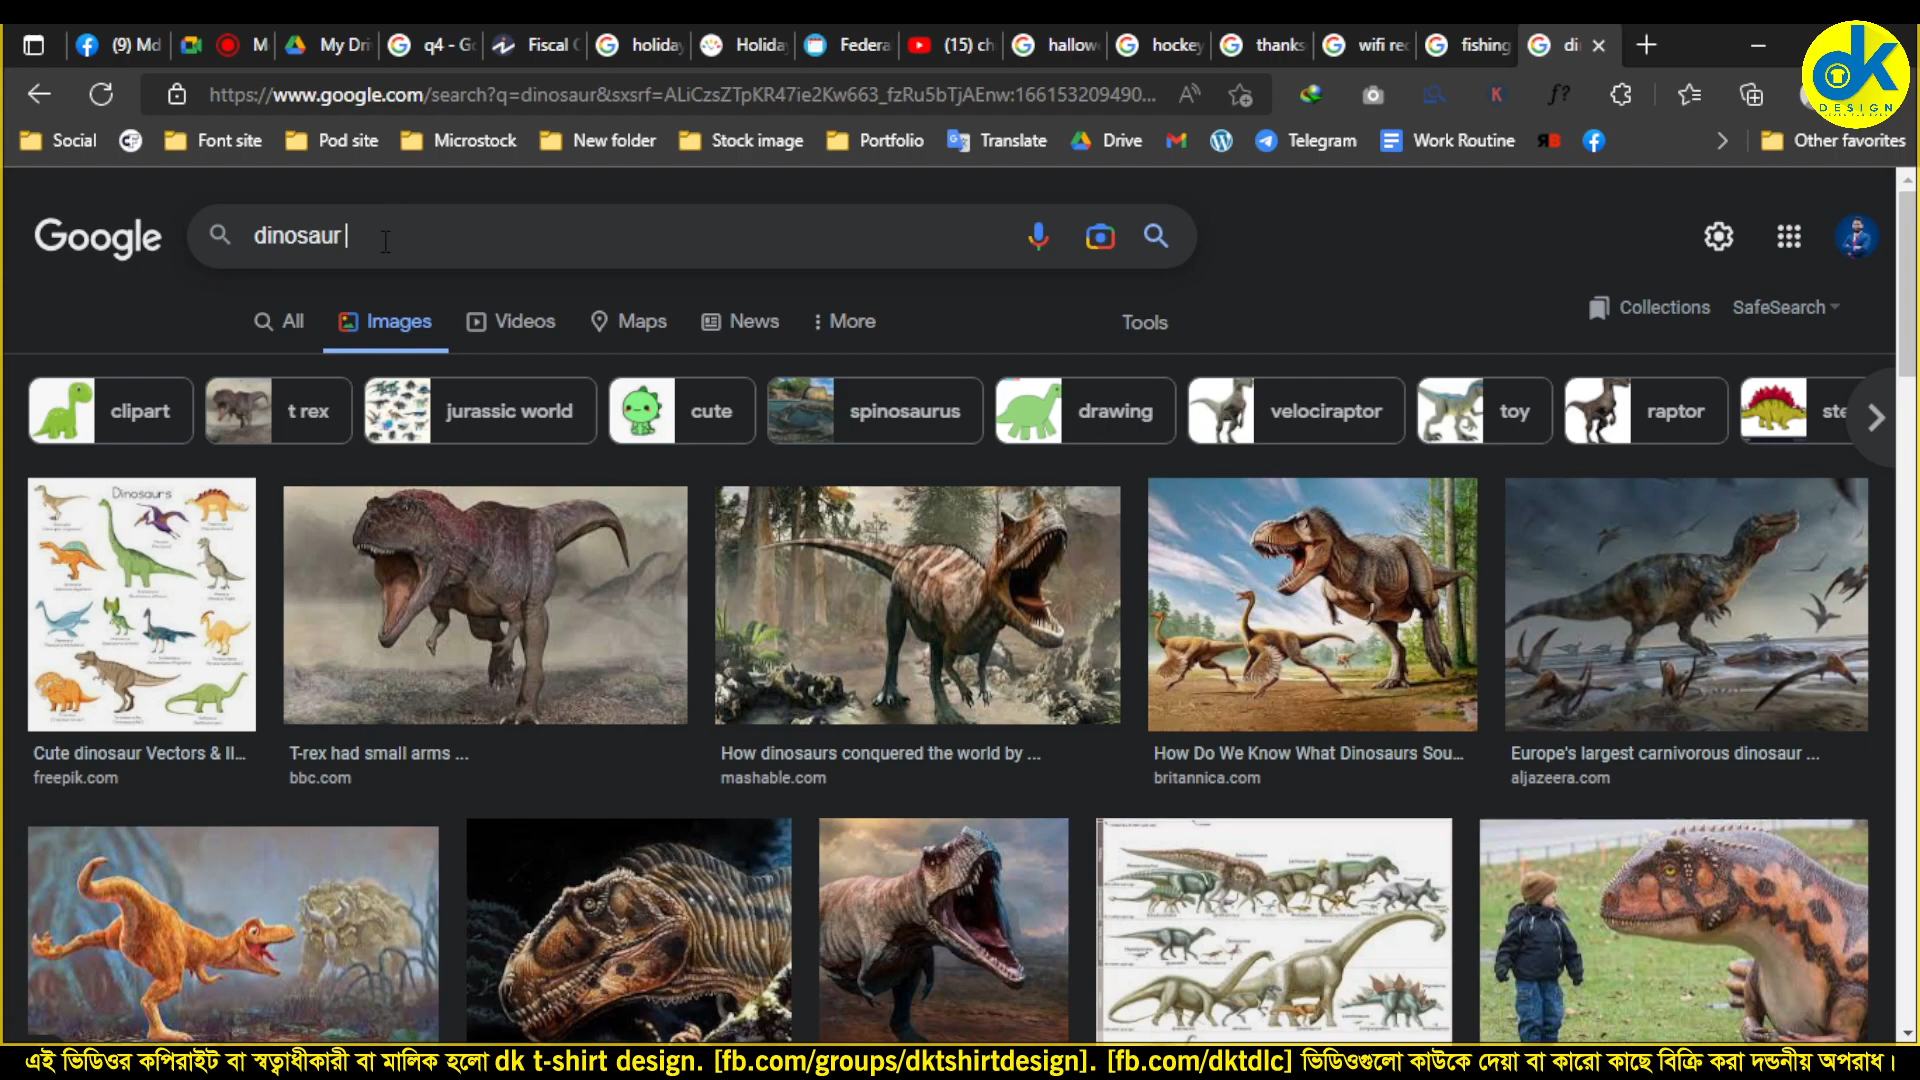 (9) Md
M
My Dri
q4 - Go
Fiscal
holiday
Holida
Federa
(15) ch
hallow
hockey
thanks
wifi rec
fishing
di
https://www.google.com/search?q=dinosaur&sxsrf=ALiCzsZTpKR47ie2Kw663_fzRu5bTjAEnw:166153209490...
dk
DESIGN
Social
Font site
Pod site
Microstock
New folder
Stock image
Portfolio
Translate
Drive
Telegram
Work Routine
Other favorites
Google
dinosaur
All
Images
Videos
Maps
News
More
Tools
Collections
SafeSearch
clipart
t rex
jurassic world
cute
spinosaurus
drawing
velociraptor
toy
raptor
ste
Dinosaurs
Cute dinosaur Vectors & Il...
freepik.com
T-rex had small arms ...
bbc.com
How dinosaurs conquered the world by ...
mashable.com
How Do We Know What Dinosaurs Sou...
britannica.com
Europe's largest carnivorous dinosaur ...
aljazeera.com
এই ভিডিওর কপিরাইট বা স্বত্বাধীকারী বা মালিক হলো dk t-shirt design. [fb.com/groups/dktshirtdesign]. [fb.com/dktdlc] ভিডিওগুলো কাউকে দেয়া বা কারো কাছে বিক্রি করা দন্ডনীয় অপরাধ।